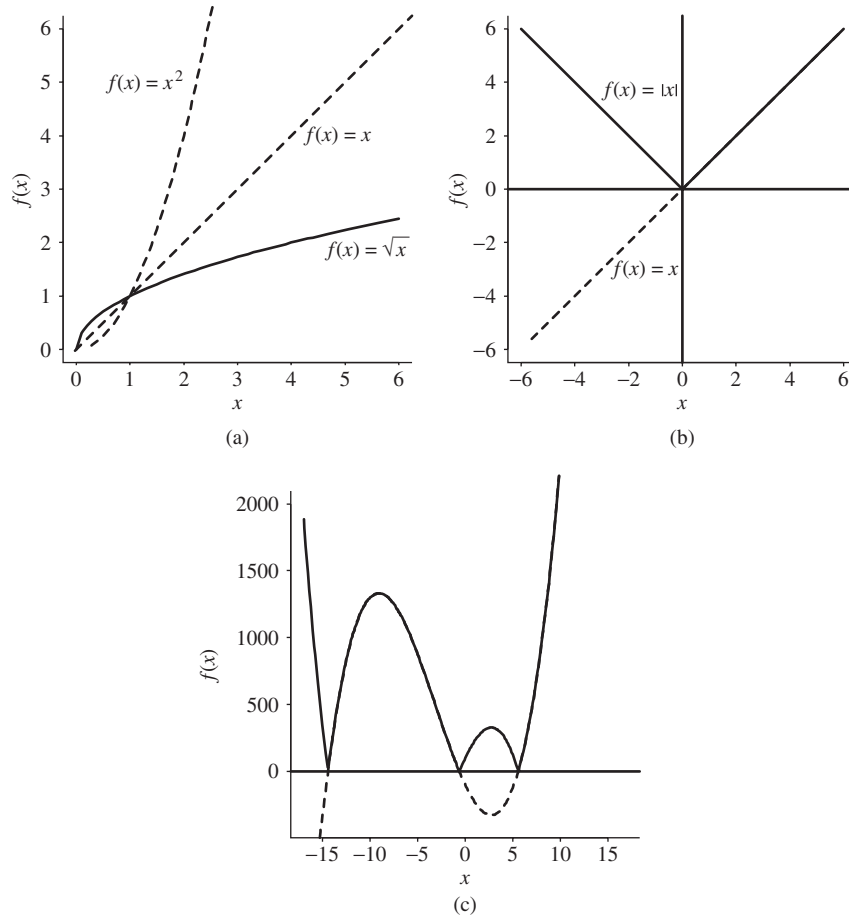 f(x) = x²
f(x) = x
f(x) = √x
6
5
4
3
2
1
0
f(x)
0 1 2 3 4 5 6
x
(a)
f(x) = |x|
f(x) = x
6
4
2
0
−2
−4
−6
f(x)
−6 −4 −2 0 2 4 6
x
(b)
2000
1500
1000
500
0
f(x)
−15 −10 −5 0 5 10 15
x
(c)